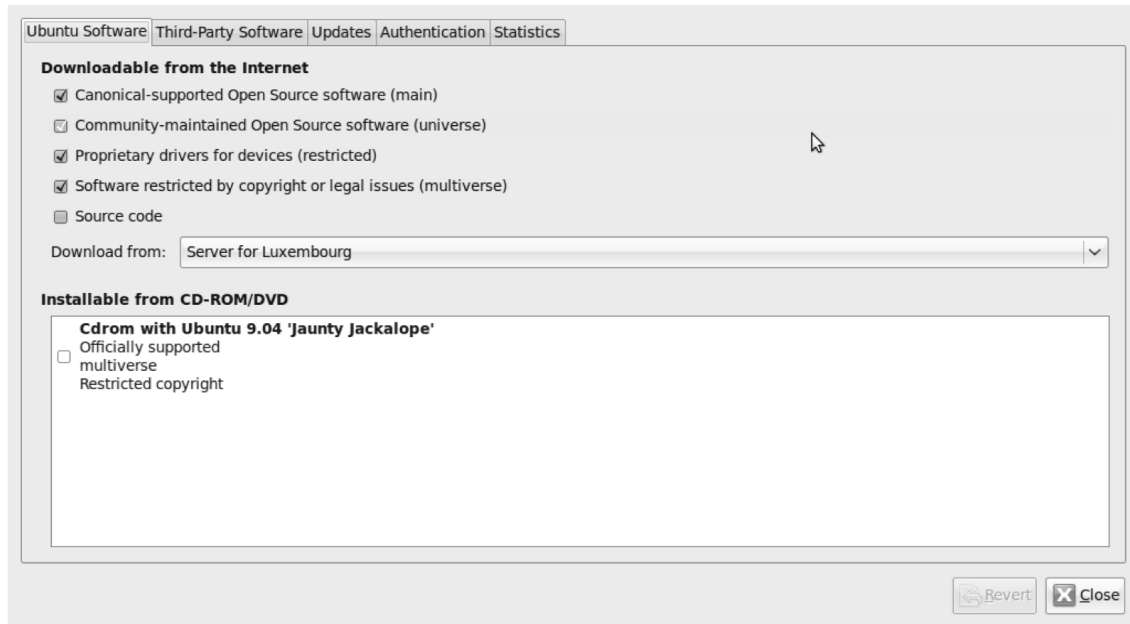 Ubuntu Software Third-Party Software Updates Authentication Statistics
Downloadable from the Internet
Canonical-supported Open Source software (main)
Community-maintained Open Source software (universe)
Proprietary drivers for devices (restricted)
Software restricted by copyright or legal issues (multiverse)
Source code
Download from: Server for Luxembourg
Installable from CD-ROM/DVD
Cdrom with Ubuntu 9.04 'Jaunty Jackalope'
Officially supported
multiverse
Restricted copyright
Revert Close